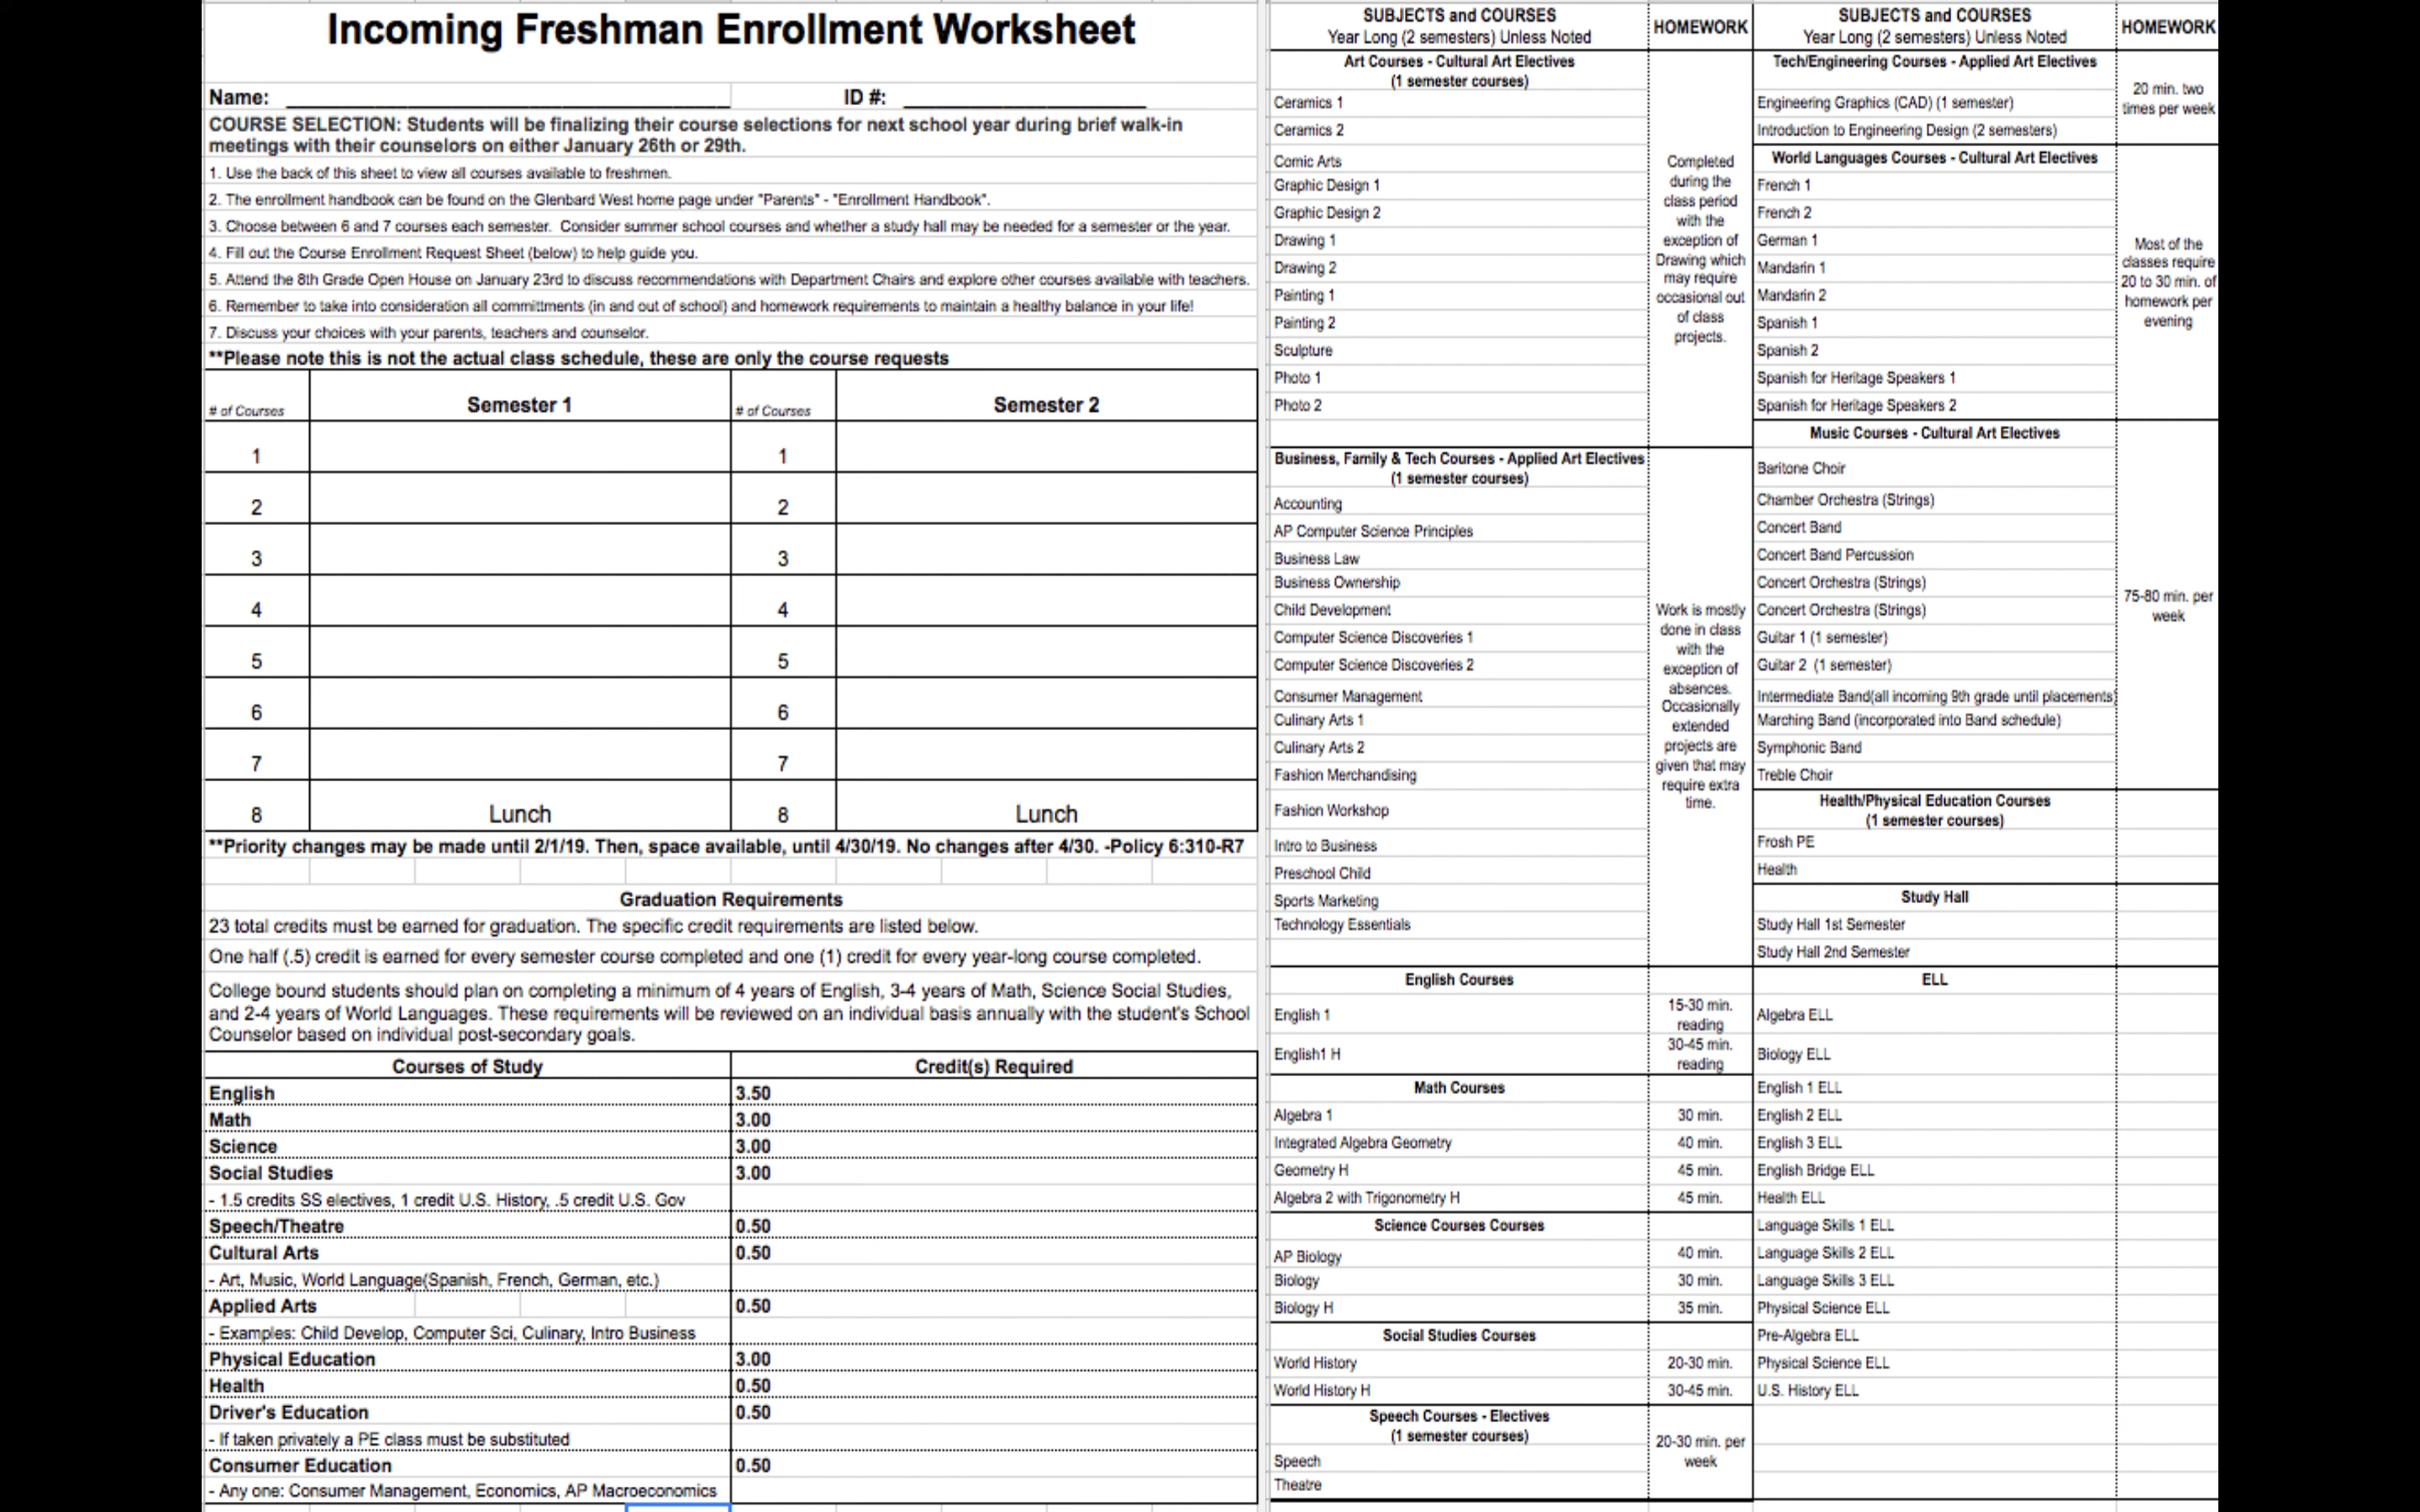 Incoming Freshman Enrollment Worksheet
Name: ID #:
COURSE SELECTION: Students will be finalizing their course selections for next school year during brief walk-in
meetings with their counselors on either January 26th or 29th.
1. Use the back of this sheet to view all courses available to freshmen.
2. The enrollment handbook can be found on the Glenbard West home page under "Parents" - "Enrollment Handbook".
3. Choose between 6 and 7 courses each semester. Consider summer school courses and whether a study hall may be needed for a semester or the year.
4. Fill out the Course Enrollment Request Sheet (below) to help guide you.
5. Attend the 8th Grade Open House on January 23rd to discuss recommendations with Department Chairs and explore other courses available with teachers.
6. Remember to take into consideration all committments (in and out of school) and homework requirements to maintain a healthy balance in your life!
7. Discuss your choices with your parents, teachers and counselor.
**Please note this is not the actual class schedule, these are only the course requests
# of Courses Semester 1 # of Courses Semester 2
1 1
2 2
3 3
4 4
5 5
6 6
7 7
8 Lunch 8 Lunch
**Priority changes may be made until 2/1/19. Then, space available, until 4/30/19. No changes after 4/30. -Policy 6:310-R7
Graduation Requirements
23 total credits must be earned for graduation. The specific credit requirements are listed below.
One half (.5) credit is earned for every semester course completed and one (1) credit for every year-long course completed.
College bound students should plan on completing a minimum of 4 years of English, 3-4 years of Math, Science Social Studies,
and 2-4 years of World Languages. These requirements will be reviewed on an individual basis annually with the student's School
Counselor based on individual post-secondary goals.
Courses of Study Credit(s) Required
English 3.50
Math 3.00
Science 3.00
Social Studies 3.00
- 1.5 credits SS electives, 1 credit U.S. History, .5 credit U.S. Gov
Speech/Theatre 0.50
Cultural Arts 0.50
- Art, Music, World Language(Spanish, French, German, etc.)
Applied Arts 0.50
- Examples: Child Develop, Computer Sci, Culinary, Intro Business
Physical Education 3.00
Health 0.50
Driver's Education 0.50
- If taken privately a PE class must be substituted
Consumer Education 0.50
- Any one: Consumer Management, Economics, AP Macroeconomics
SUBJECTS and COURSES
Year Long (2 semesters) Unless Noted
HOMEWORK
Art Courses - Cultural Art Electives
(1 semester courses)
Ceramics 1
Ceramics 2
Comic Arts
Graphic Design 1
Graphic Design 2
Drawing 1
Drawing 2
Painting 1
Painting 2
Sculpture
Photo 1
Photo 2
Completed
during the
class period
with the
exception of
Drawing which
may require
occasional out
of class
projects.
Business, Family & Tech Courses - Applied Art Electives
(1 semester courses)
Accounting
AP Computer Science Principles
Business Law
Business Ownership
Child Development
Computer Science Discoveries 1
Computer Science Discoveries 2
Consumer Management
Culinary Arts 1
Culinary Arts 2
Fashion Merchandising
Fashion Workshop
Intro to Business
Preschool Child
Sports Marketing
Technology Essentials
Work is mostly
done in class
with the
exception of
absences.
Occasionally
extended
projects are
given that may
require extra
time.
English Courses
English 1 15-30 min.
reading
English1 H 30-45 min.
reading
Math Courses
Algebra 1 30 min.
Integrated Algebra Geometry 40 min.
Geometry H 45 min.
Algebra 2 with Trigonometry H 45 min.
Science Courses Courses
AP Biology 40 min.
Biology 30 min.
Biology H 35 min.
Social Studies Courses
World History 20-30 min.
World History H 30-45 min.
Speech Courses - Electives
(1 semester courses)
Speech
Theatre
20-30 min. per
week
SUBJECTS and COURSES
Year Long (2 semesters) Unless Noted
HOMEWORK
Tech/Engineering Courses - Applied Art Electives
Engineering Graphics (CAD) (1 semester)
Introduction to Engineering Design (2 semesters)
20 min. two
times per week
World Languages Courses - Cultural Art Electives
French 1
French 2
German 1
Mandarin 1
Mandarin 2
Spanish 1
Spanish 2
Spanish for Heritage Speakers 1
Spanish for Heritage Speakers 2
Most of the
classes require
20 to 30 min. of
homework per
evening
Music Courses - Cultural Art Electives
Baritone Choir
Chamber Orchestra (Strings)
Concert Band
Concert Band Percussion
Concert Orchestra (Strings)
Concert Orchestra (Strings)
Guitar 1 (1 semester)
Guitar 2 (1 semester)
Intermediate Band(all incoming 9th grade until placements)
Marching Band (incorporated into Band schedule)
Symphonic Band
Treble Choir
75-80 min. per
week
Health/Physical Education Courses
(1 semester courses)
Frosh PE
Health
Study Hall
Study Hall 1st Semester
Study Hall 2nd Semester
ELL
Algebra ELL
Biology ELL
English 1 ELL
English 2 ELL
English 3 ELL
English Bridge ELL
Health ELL
Language Skills 1 ELL
Language Skills 2 ELL
Language Skills 3 ELL
Physical Science ELL
Pre-Algebra ELL
Physical Science ELL
U.S. History ELL